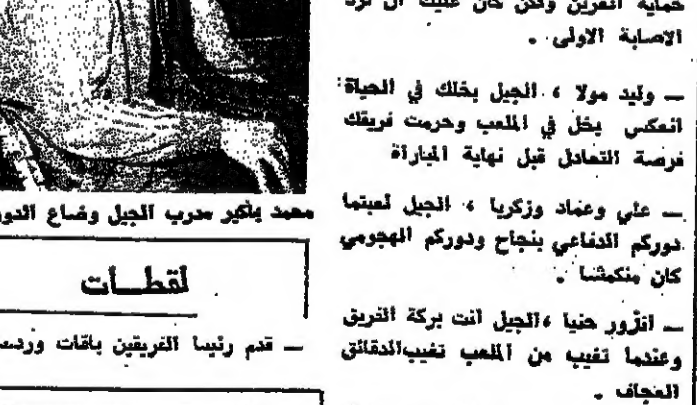 حماية العرين ولكن كان عليك ان ترد
الاصابة الاولى .
— وليد مولا ، الجيل بخلك في الحياة
انعكس بخل في الملعب وحرمت فريقك
فرصة التعادل قبل نهاية المباراة
— علي وعماد وزكريا ، الجيل لعبتما
دوركم الدفاعي بنجاح ودوركم الهجومي
كان منكمشا .
— انزور حنيا ، الجيل انت بركة الفريق
وعندما تغيب من الملعب تغيب الدقائق
العجاف .
محمد باكير مدرب الجيل وضاع الدور
لقطــات
— قدم رئيسا الفريقين باقات ورد